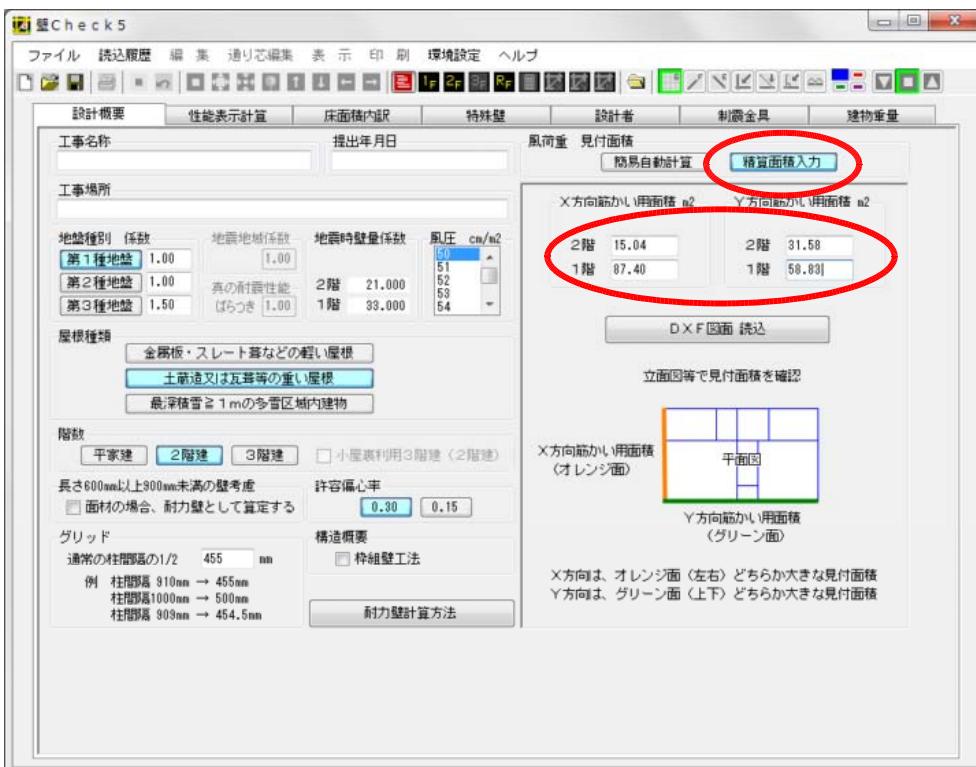 壁Check5
ファイル 読込履歴 編 集 通り芯編集 表 示 印 刷 環境設定 ヘルプ
1F 2F 3F RF
設計概要 性能表示計算 床面積内訳 特殊壁 設計者 制震金具 建物重量
工事名称 提出年月日
風荷重 見付面積
簡易自動計算 積算面積入力
工事場所
X方向筋かい用面積 m2 Y方向筋かい用面積 m2
2階 15.04 2階 31.58
1階 87.40 1階 58.83
地盤種別 係数 地震地域係数 地震時壁量係数 風圧 cm/m2
第1種地盤 1.00 1.00
第2種地盤 1.00 真の耐震性能 2階 21.000
第3種地盤 1.50 ばらつき 1.00 1階 33.000
50
51
52
53
54
DXF図面 読込
屋根種類
金属板・スレート葺などの軽い屋根
土蔵造又は瓦葺等の重い屋根
最深積雪≧1mの多雪区域内建物
立面図等で見付面積を確認
X方向筋かい用面積
(オレンジ面)
平面図
Y方向筋かい用面積
(グリーン面)
階数
平家建 2階建 3階建 小屋裏利用3階建(2階建)
長さ600mm以上900mm未満の壁考慮 許容偏心率
面材の場合、耐力壁として算定する 0.30 0.15
グリッド 構造概要
通常の柱間隔の1/2 455 mm 枠組壁工法
例 柱間隔 910mm → 455mm
柱間隔1000mm → 500mm
柱間隔 909mm → 454.5mm
耐力壁計算方法
X方向は、オレンジ面(左右)どちらか大きな見付面積
Y方向は、グリーン面(上下)どちらか大きな見付面積